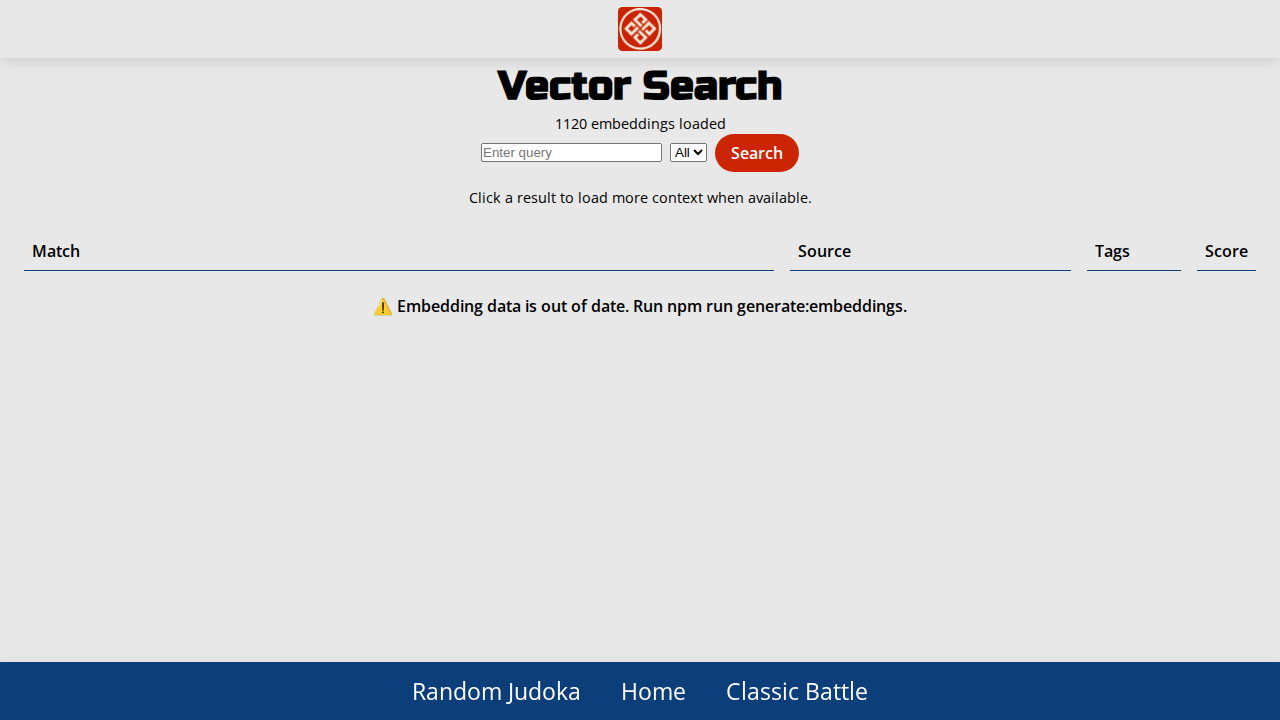 Vector Search
1120 embeddings loaded
Enter query All Search
Click a result to load more context when available.
Match Source Tags Score
⚠️ Embedding data is out of date. Run npm run generate:embeddings.
Random Judoka Home Classic Battle